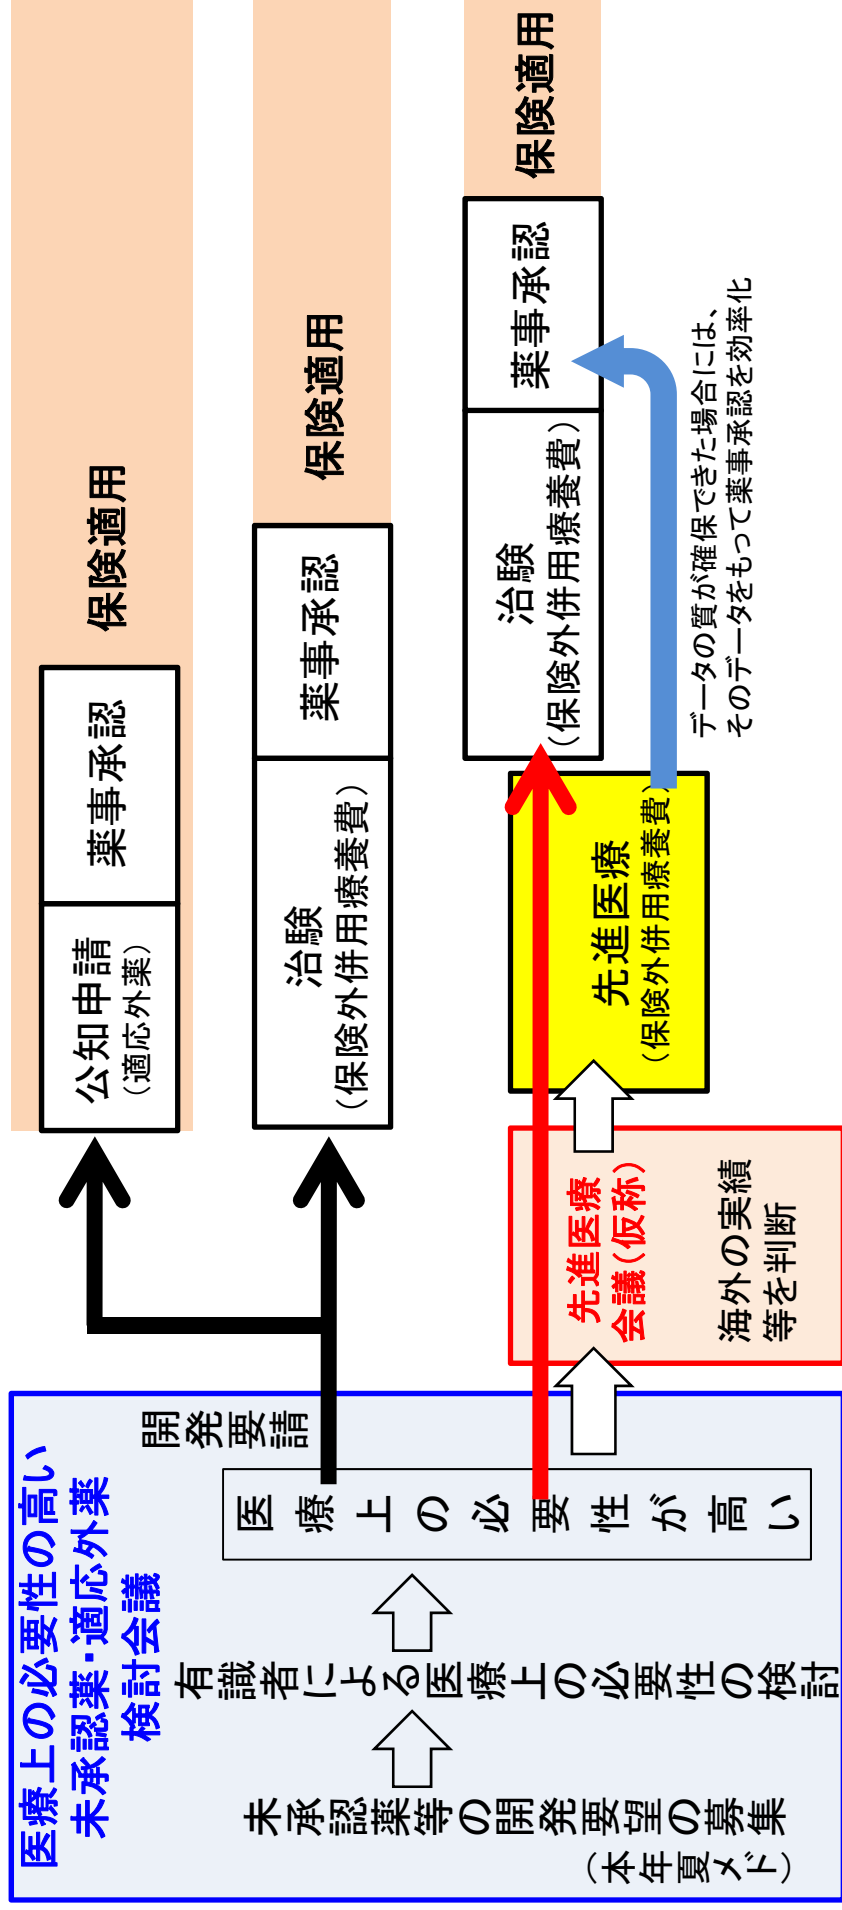 医療上の必要性の高い
未承認薬・適応外薬
検討会議
未承認薬等の開発要望の募集
（本年夏メド）
有識者による医療上の必要性の検討
医療上の必要性が高い
開発要請
公知申請
（適応外薬）
薬事承認
保険適用
治験
（保険外併用療養費）
薬事承認
保険適用
先進医療
会議（仮称）
海外の実績
等を判断
先進医療
（保険外併用療養費）
治験
（保険外併用療養費）
薬事承認
保険適用
データの質が確保できた場合には、
そのデータをもって薬事承認を効率化